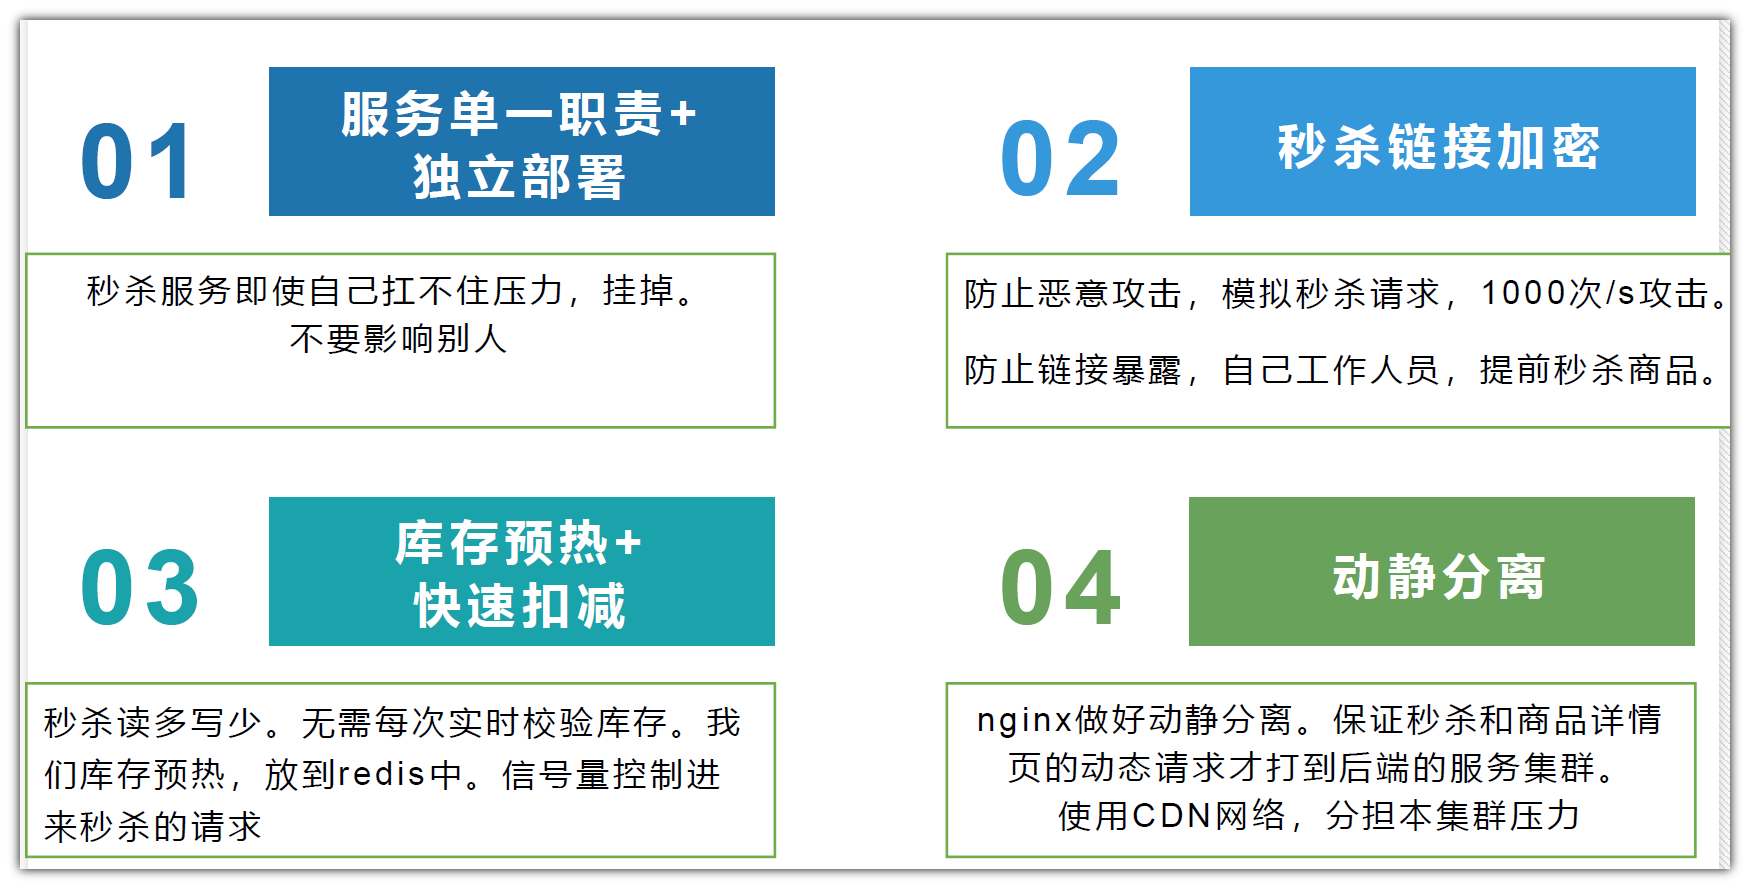 01
服务单一职责+
独立部署
秒杀服务即使自己扛不住压力，挂掉。
不要影响别人
02
秒杀链接加密
防止恶意攻击，模拟秒杀请求，1000次/s攻击。
防止链接暴露，自己工作人员，提前秒杀商品。
03
库存预热+
快速扣减
秒杀读多写少。无需每次实时校验库存。我
们库存预热，放到redis中。信号量控制进
来秒杀的请求
04
动静分离
nginx做好动静分离。保证秒杀和商品详情
页的动态请求才打到后端的服务集群。
使用CDN网络，分担本集群压力